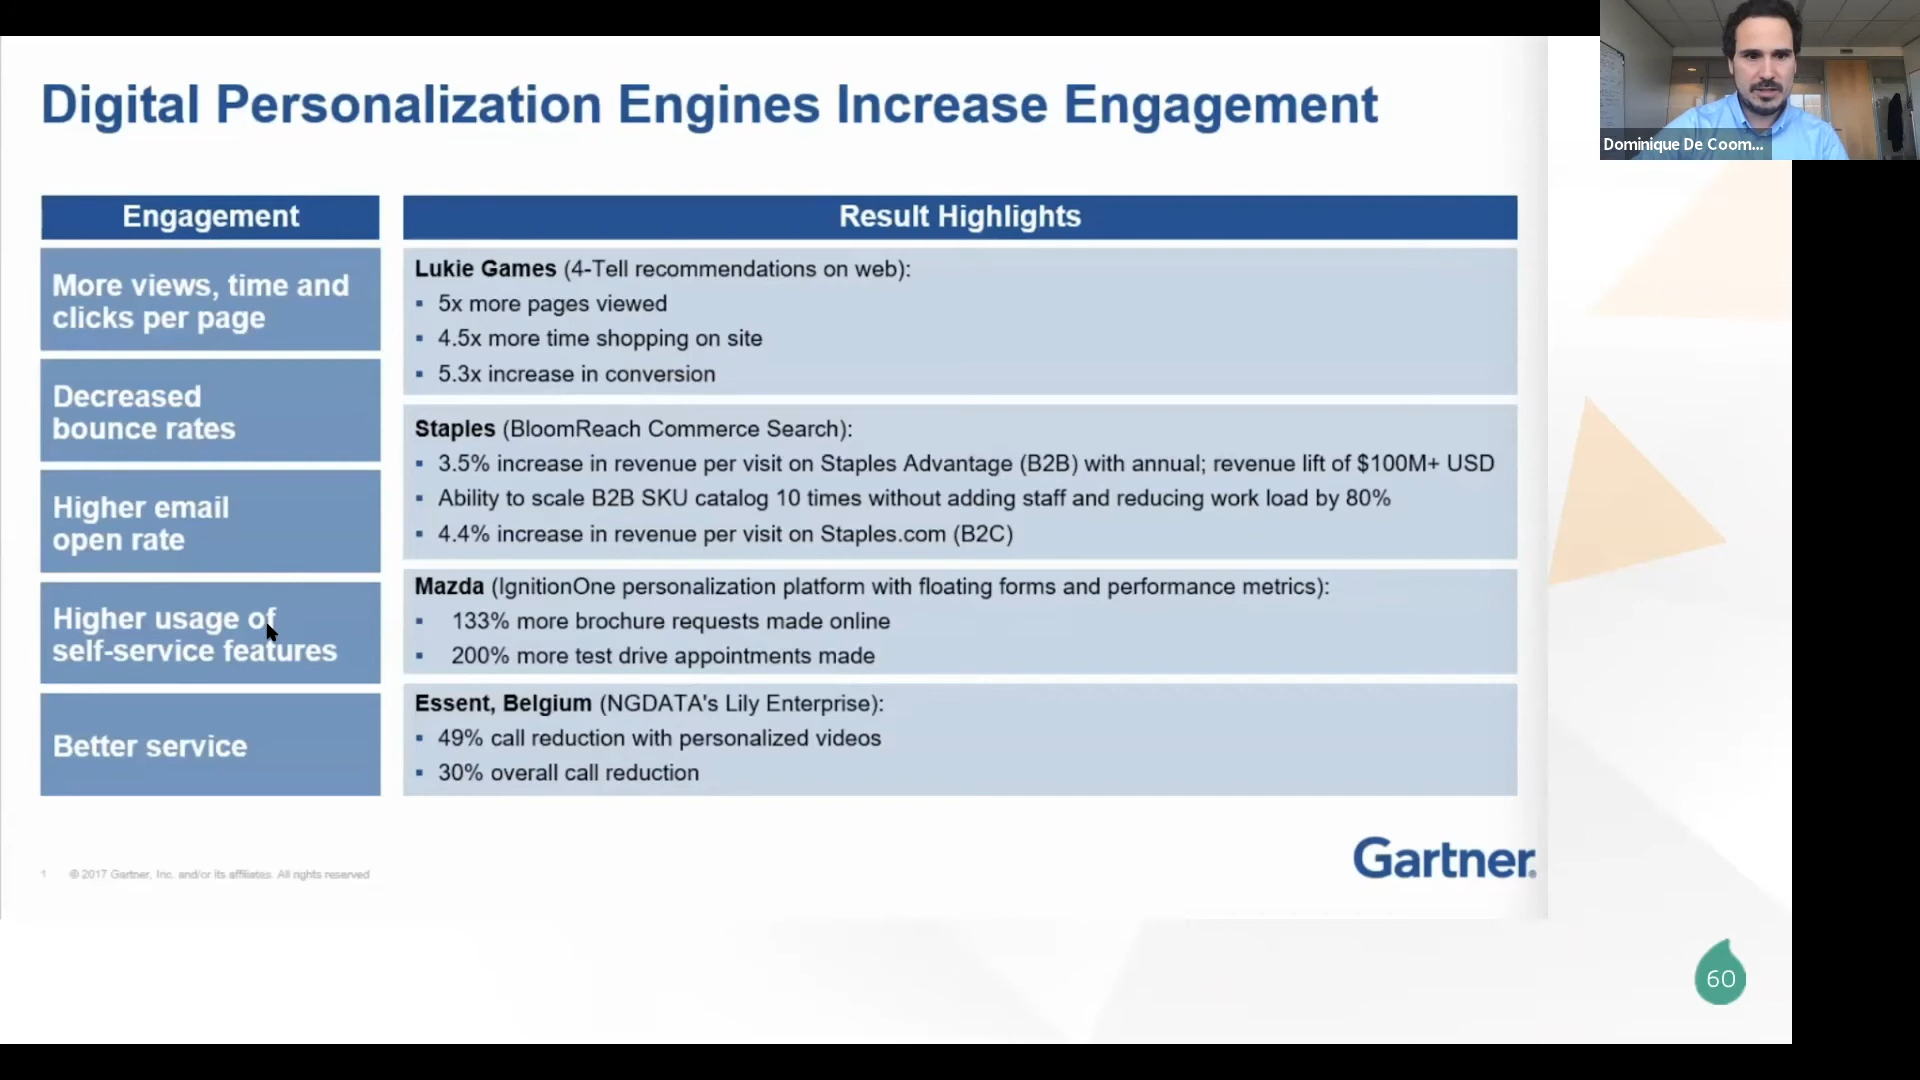 Digital Personalization Engines Increase Engagement
Engagement
More views, time and
clicks per page
Decreased
bounce rates
Higher email
open rate
Higher usage of
self-service features
Better service
Result Highlights
Lukie Games (4-Tell recommendations on web):
▪ 5x more pages viewed
▪ 4.5x more time shopping on site
▪ 5.3x increase in conversion
Staples (BloomReach Commerce Search):
▪ 3.5% increase in revenue per visit on Staples Advantage (B2B) with annual; revenue lift of $100M+ USD
▪ Ability to scale B2B SKU catalog 10 times without adding staff and reducing work load by 80%
▪ 4.4% increase in revenue per visit on Staples.com (B2C)
Mazda (IgnitionOne personalization platform with floating forms and performance metrics):
▪ 133% more brochure requests made online
▪ 200% more test drive appointments made
Essent, Belgium (NGDATA's Lily Enterprise):
▪ 49% call reduction with personalized videos
▪ 30% overall call reduction
1 © 2017 Gartner, Inc. and/or its affiliates. All rights reserved
Gartner.
60
Dominique De Coom...